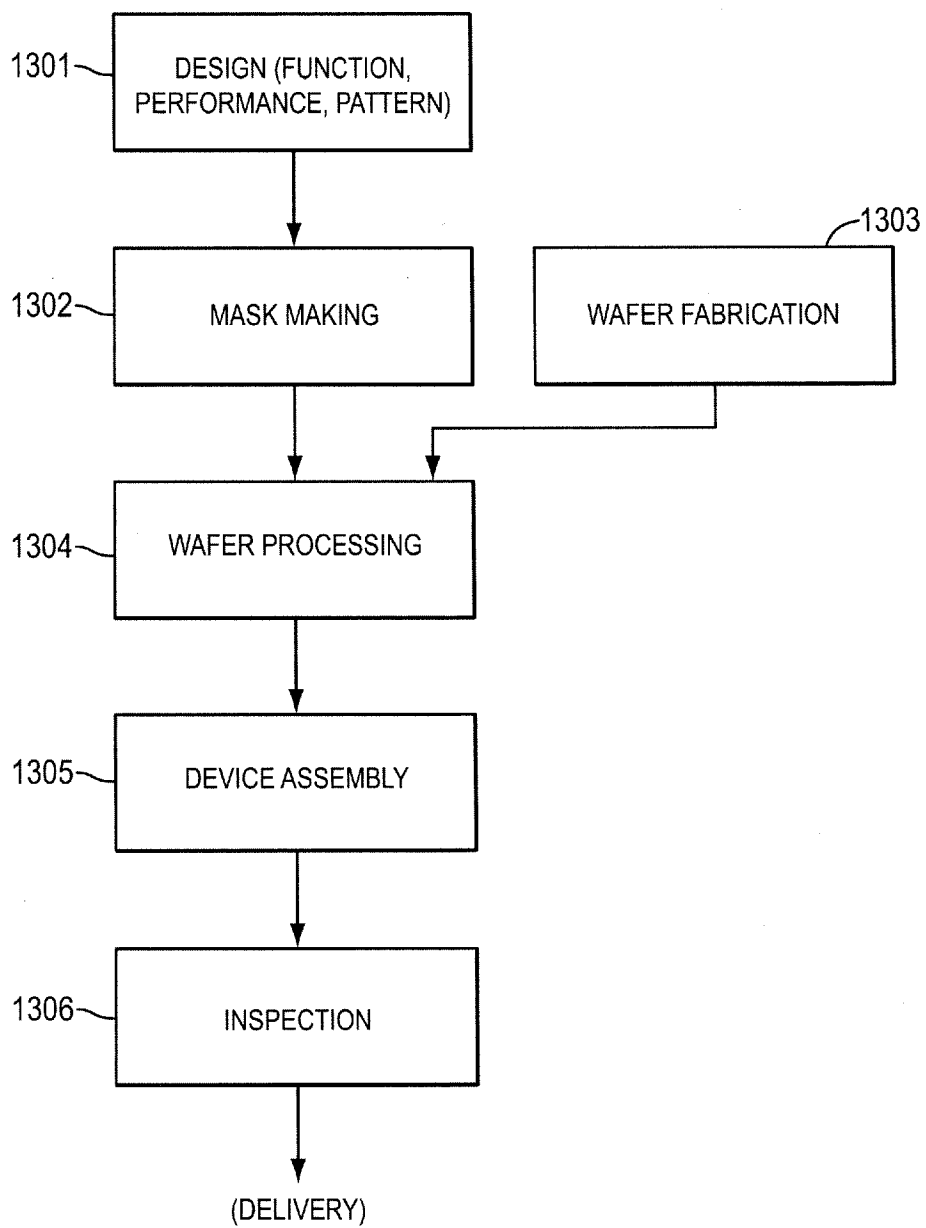 1301
DESIGN (FUNCTION,
PERFORMANCE, PATTERN)
1303
1302
MASK MAKING
WAFER FABRICATION
1304
WAFER PROCESSING
1305
DEVICE ASSEMBLY
1306
INSPECTION
(DELIVERY)